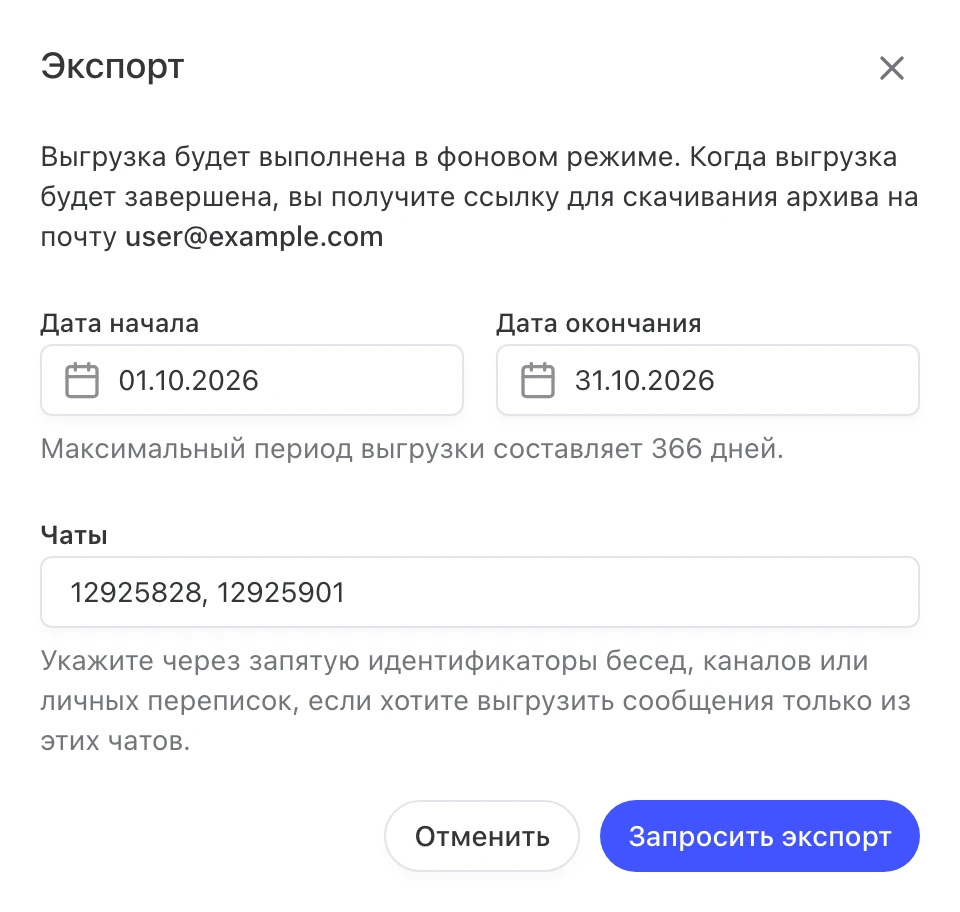 Экспорт
Выгрузка будет выполнена в фоновом режиме. Когда выгрузка
будет завершена, вы получите ссылку для скачивания архива на
почту user@example.com
Дата начала
Дата окончания
01.10.2026
31.10.2026
Максимальный период выгрузки составляет 366 дней.
Чаты
12925828, 12925901
Укажите через запятую идентификаторы бесед, каналов или
личных переписок, если хотите выгрузить сообщения только из
этих чатов.
Отменить
Запросить экспорт